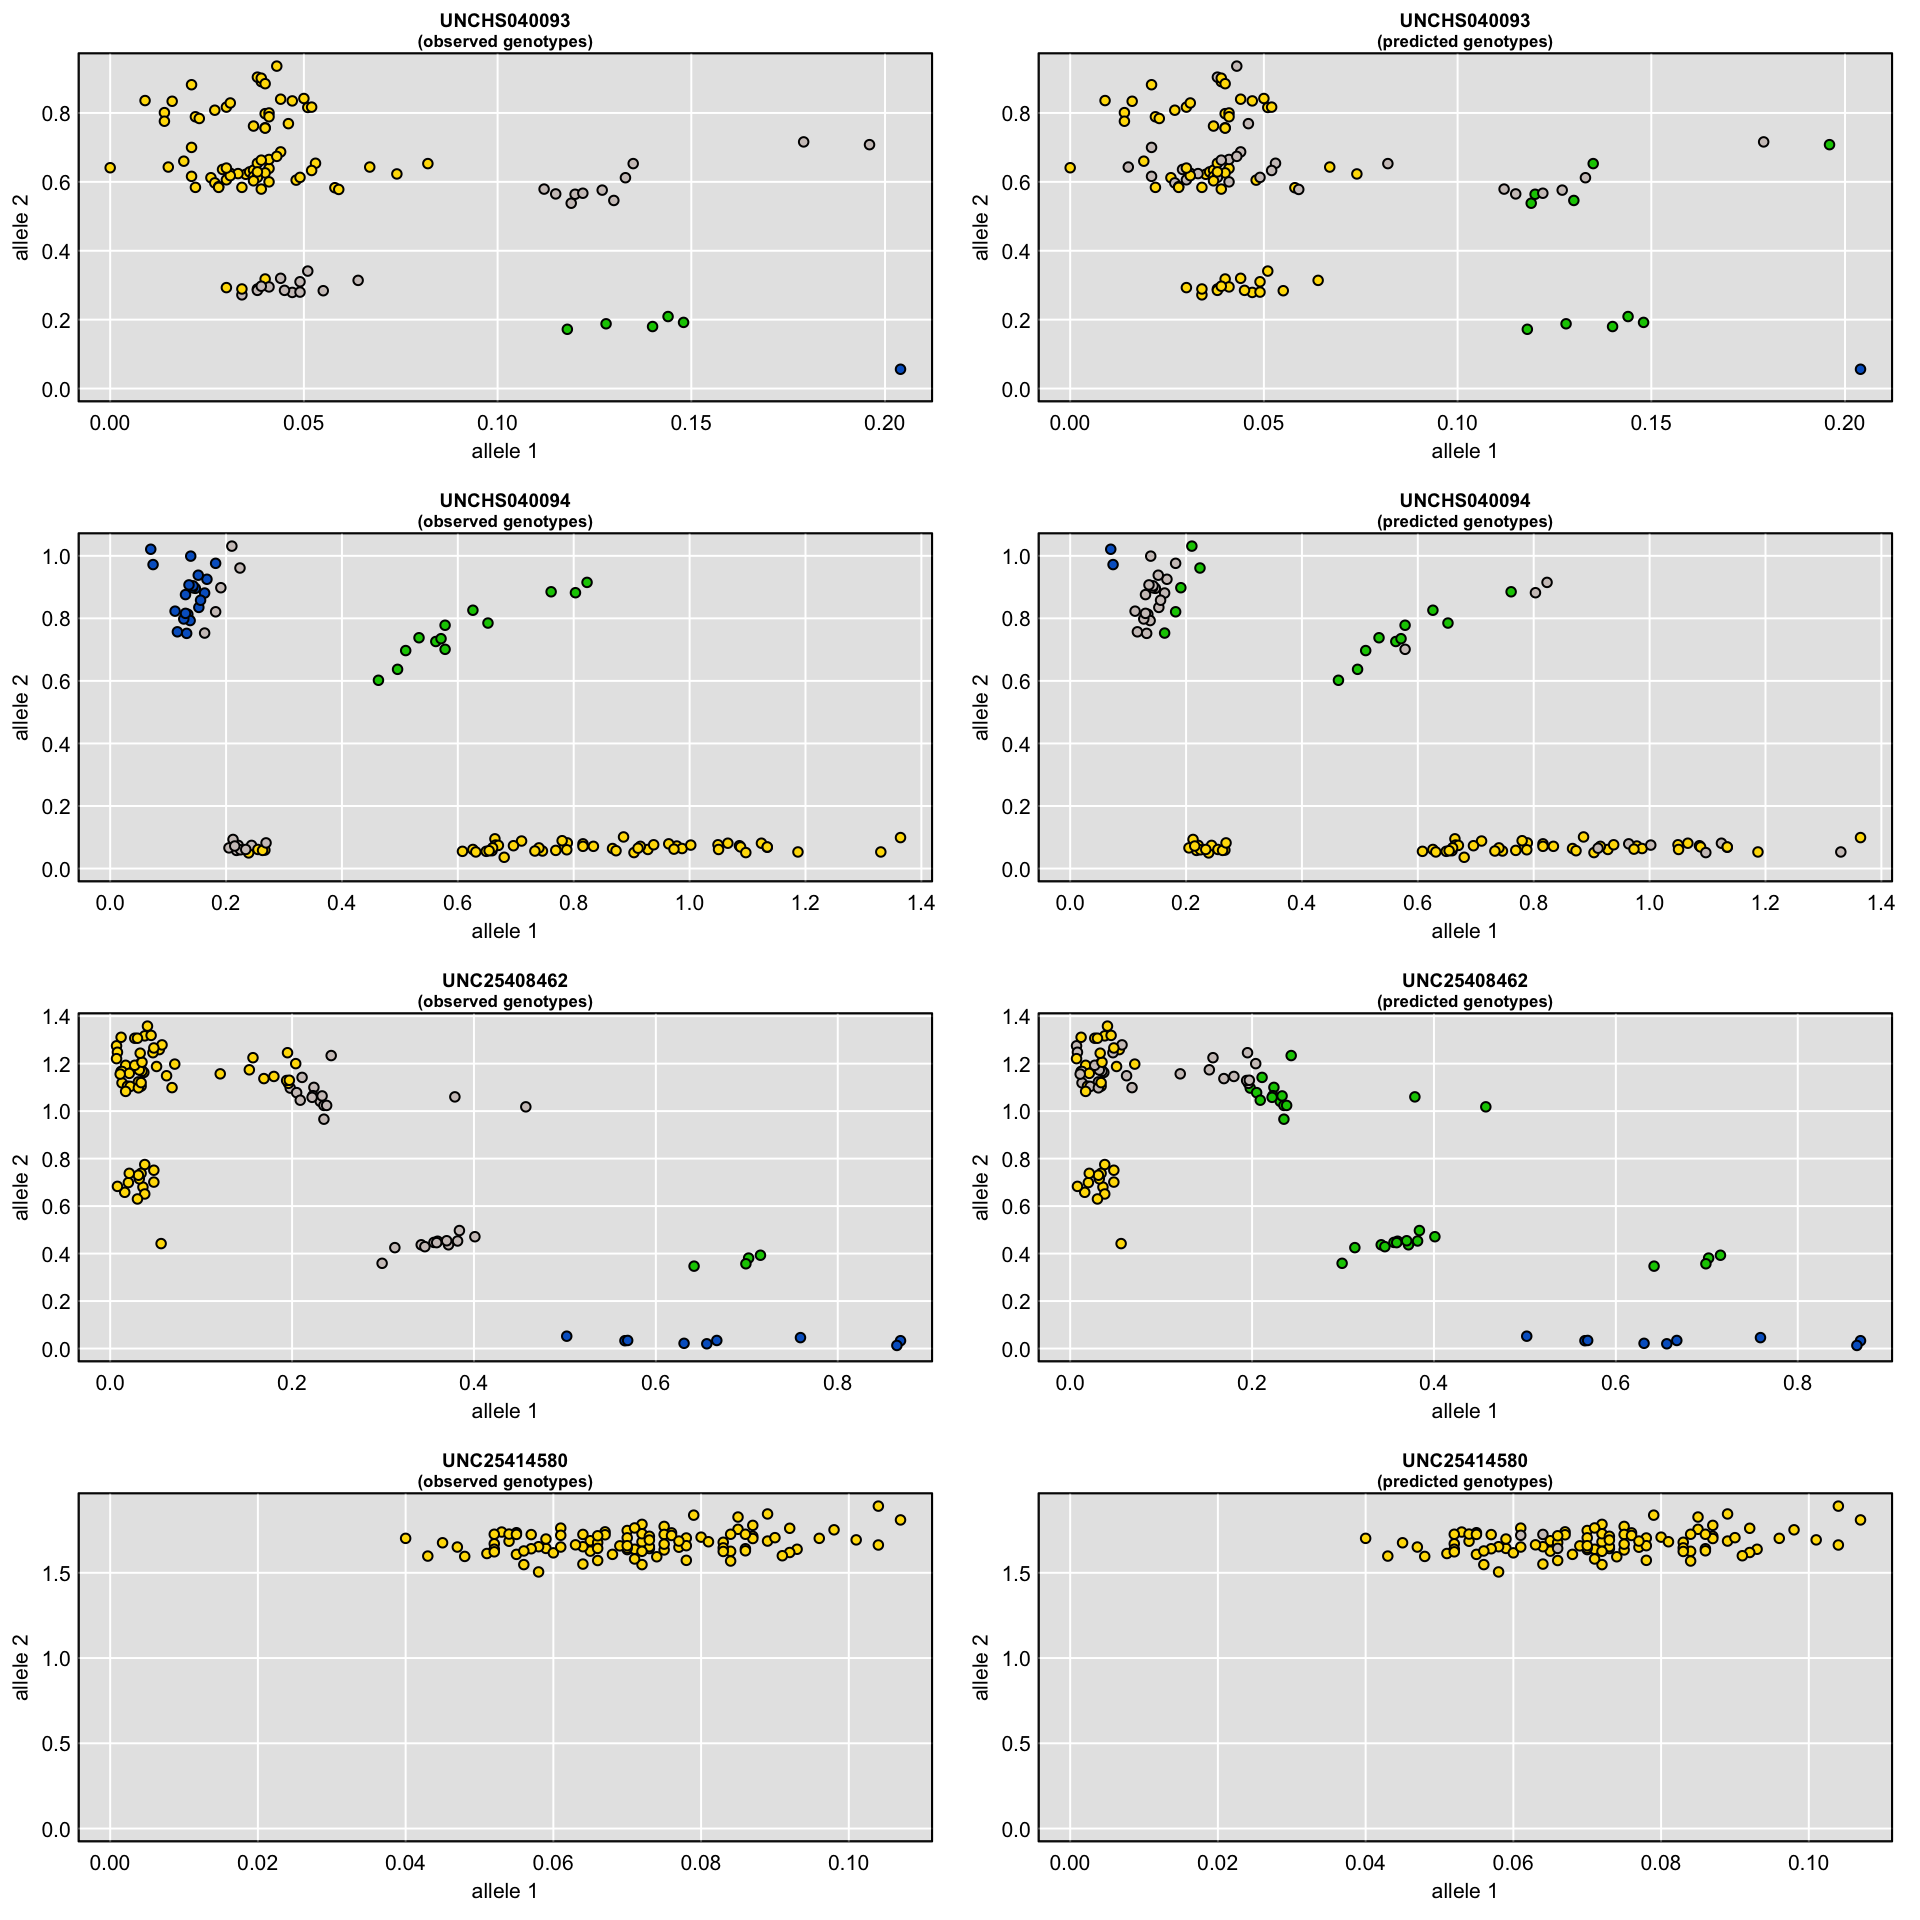 UNCHS040093
(observed genotypes)
allele 2
0.8
0.6
0.4
0.2
0.0
0.00 0.05 0.10 0.15 0.20
allele 1
UNCHS040093
(predicted genotypes)
allele 2
0.8
0.6
0.4
0.2
0.0
0.00 0.05 0.10 0.15 0.20
allele 1
UNCHS040094
(observed genotypes)
allele 2
1.0
0.8
0.6
0.4
0.2
0.0
0.0 0.2 0.4 0.6 0.8 1.0 1.2 1.4
allele 1
UNCHS040094
(predicted genotypes)
allele 2
1.0
0.8
0.6
0.4
0.2
0.0
0.0 0.2 0.4 0.6 0.8 1.0 1.2 1.4
allele 1
UNC25408462
(observed genotypes)
allele 2
1.4
1.2
1.0
0.8
0.6
0.4
0.2
0.0
0.0 0.2 0.4 0.6 0.8
allele 1
UNC25408462
(predicted genotypes)
allele 2
1.4
1.2
1.0
0.8
0.6
0.4
0.2
0.0
0.0 0.2 0.4 0.6 0.8
allele 1
UNC25414580
(observed genotypes)
allele 2
1.5
1.0
0.5
0.0
0.00 0.02 0.04 0.06 0.08 0.10
allele 1
UNC25414580
(predicted genotypes)
allele 2
1.5
1.0
0.5
0.0
0.00 0.02 0.04 0.06 0.08 0.10
allele 1